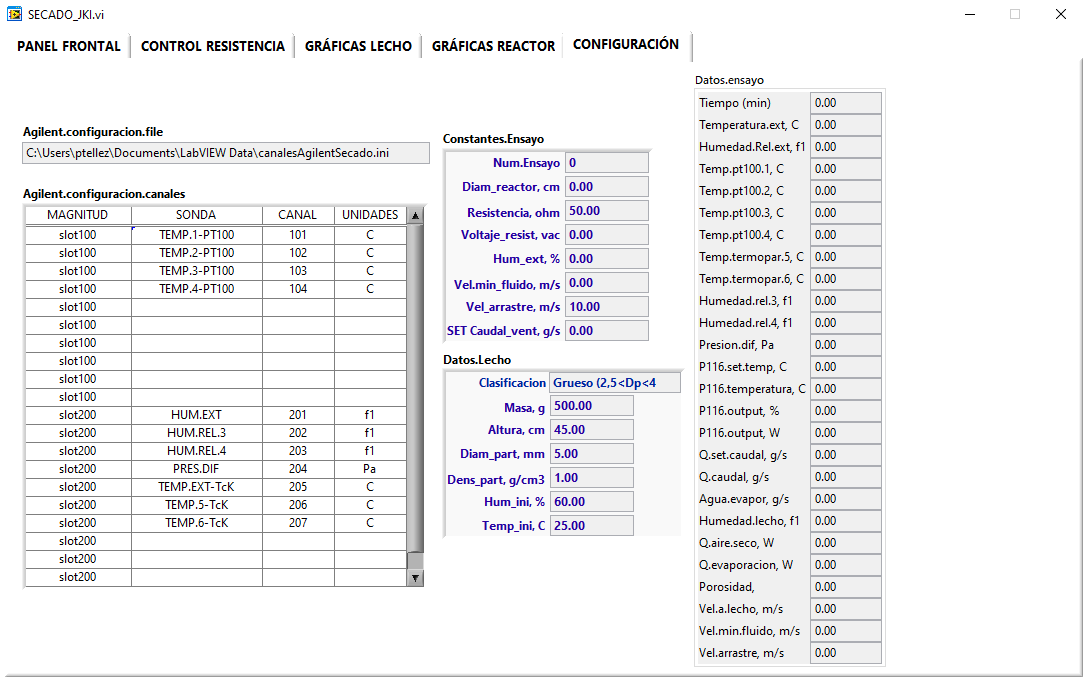 SECADO_JKI.vi
PANEL FRONTAL CONTROL RESISTENCIA GRÁFICAS LECHO GRÁFICAS REACTOR CONFIGURACIÓN
Agilent.configuracion.file
C:\Users\ptellez\Documents\LabVIEW Data\canalesAgilentSecado.ini
Agilent.configuracion.canales
MAGNITUD SONDA CANAL UNIDADES
slot100 TEMP.1-PT100 101 C
slot100 TEMP.2-PT100 102 C
slot100 TEMP.3-PT100 103 C
slot100 TEMP.4-PT100 104 C
slot100
slot100
slot100
slot100
slot100
slot100
slot200 HUM.EXT 201 f1
slot200 HUM.REL.3 202 f1
slot200 HUM.REL.4 203 f1
slot200 PRES.DIF 204 Pa
slot200 TEMP.EXT-TcK 205 C
slot200 TEMP.5-TcK 206 C
slot200 TEMP.6-TcK 207 C
slot200
slot200
slot200
Constantes.Ensayo
Num.Ensayo 0
Diam_reactor, cm 0.00
Resistencia, ohm 50.00
Voltaje_resist, vac 0.00
Hum_ext, % 0.00
Vel.min_fluido, m/s 0.00
Vel_arrastre, m/s 10.00
SET Caudal_vent, g/s 0.00
Datos.Lecho
Clasificacion Grueso (2,5<Dp<4
Masa, g 500.00
Altura, cm 45.00
Diam_part, mm 5.00
Dens_part, g/cm3 1.00
Hum_ini, % 60.00
Temp_ini, C 25.00
Datos.ensayo
Tiempo (min) 0.00
Temperatura.ext, C 0.00
Humedad.Rel.ext, f1 0.00
Temp.pt100.1, C 0.00
Temp.pt100.2, C 0.00
Temp.pt100.3, C 0.00
Temp.pt100.4, C 0.00
Temp.termopar.5, C 0.00
Temp.termopar.6, C 0.00
Humedad.rel.3, f1 0.00
Humedad.rel.4, f1 0.00
Presion.dif, Pa 0.00
P116.set.temp, C 0.00
P116.temperatura, C 0.00
P116.output, % 0.00
P116.output, W 0.00
Q.set.caudal, g/s 0.00
Q.caudal, g/s 0.00
Agua.evapor, g/s 0.00
Humedad.lecho, f1 0.00
Q.aire.seco, W 0.00
Q.evaporacion, W 0.00
Porosidad, 0.00
Vel.a.lecho, m/s 0.00
Vel.min.fluido, m/s 0.00
Vel.arrastre, m/s 0.00